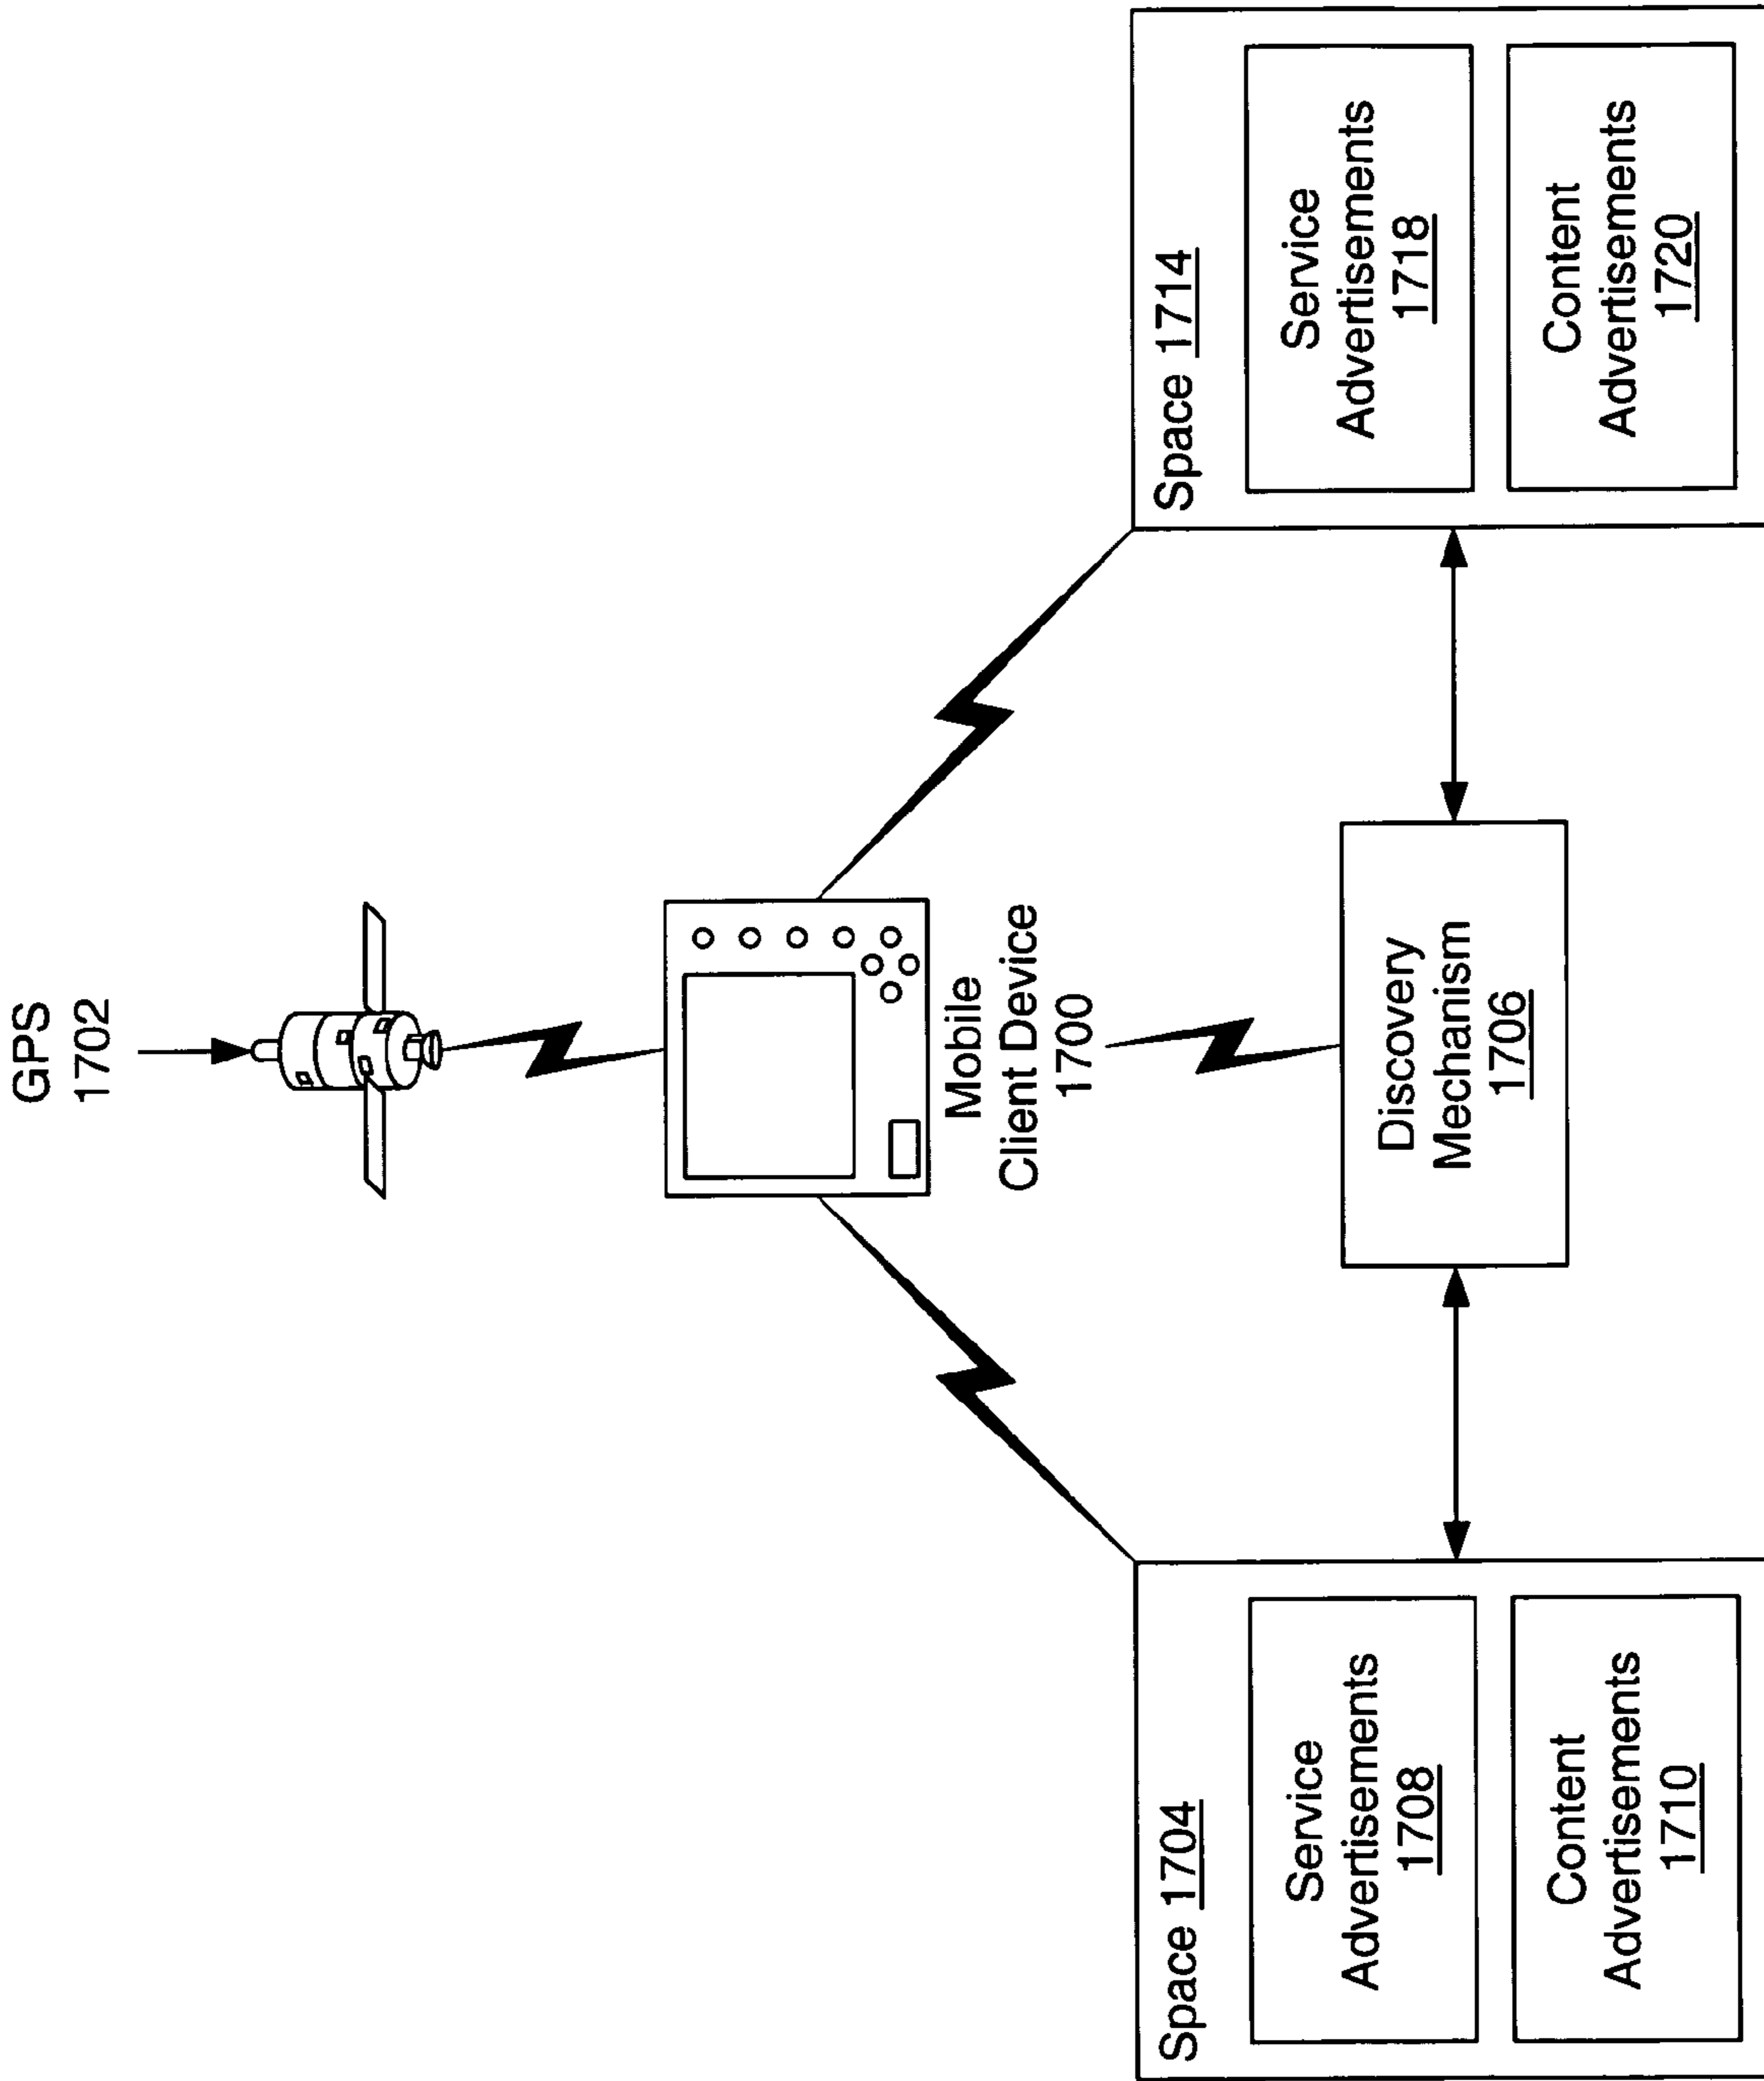 GPS
1702
Mobile
Client Device
1700
Discovery
Mechanism
1706
Space 1704
Service
Advertisements
1708
Content
Advertisements
1710
Space 1714
Service
Advertisements
1718
Content
Advertisements
1720